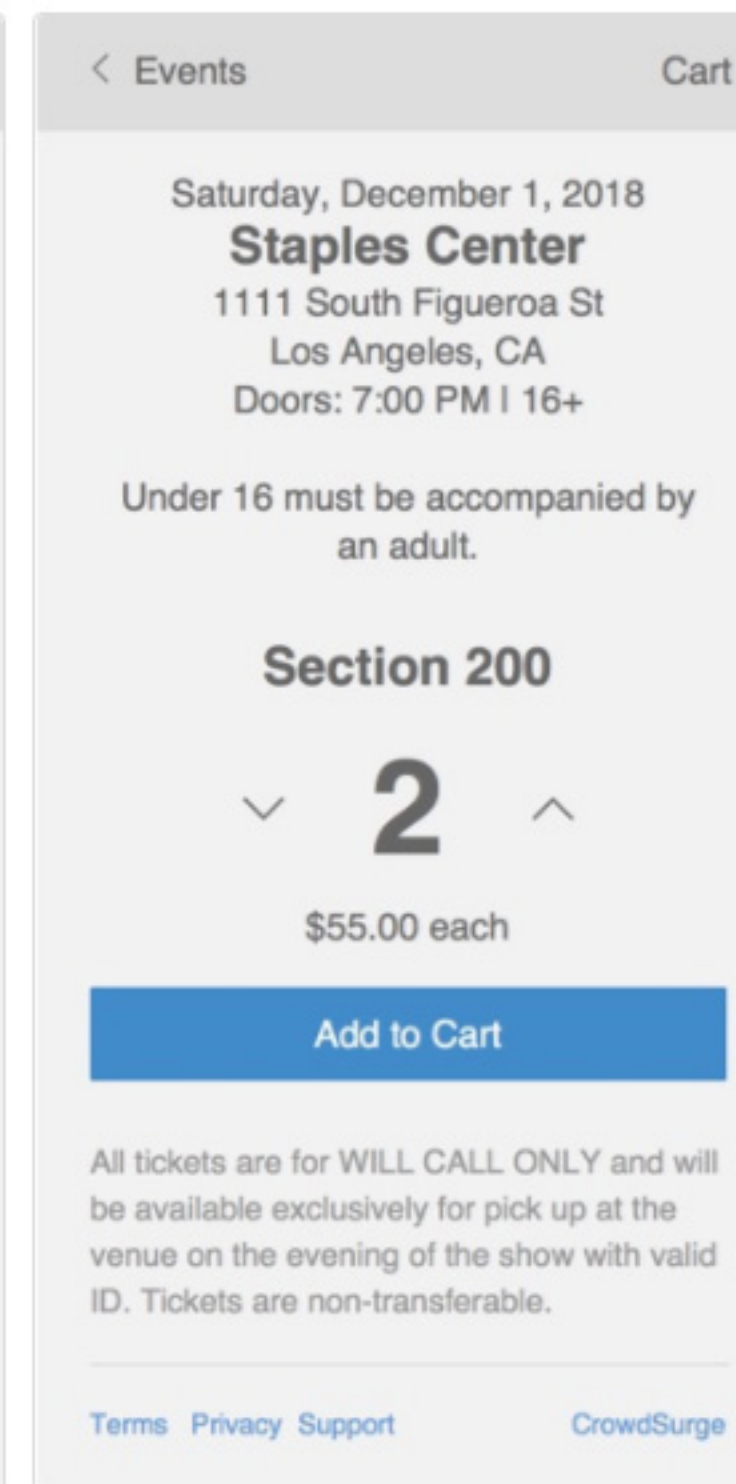 Events Cart
Saturday, December 1, 2018
Staples Center
1111 South Figueroa St
Los Angeles, CA
Doors: 7:00 PM | 16+
Under 16 must be accompanied by
an adult.
Section 200
2
$55.00 each
Add to Cart
All tickets are for WILL CALL ONLY and will
be available exclusively for pick up at the
venue on the evening of the show with valid
ID. Tickets are non-transferable.
Terms Privacy Support CrowdSurge